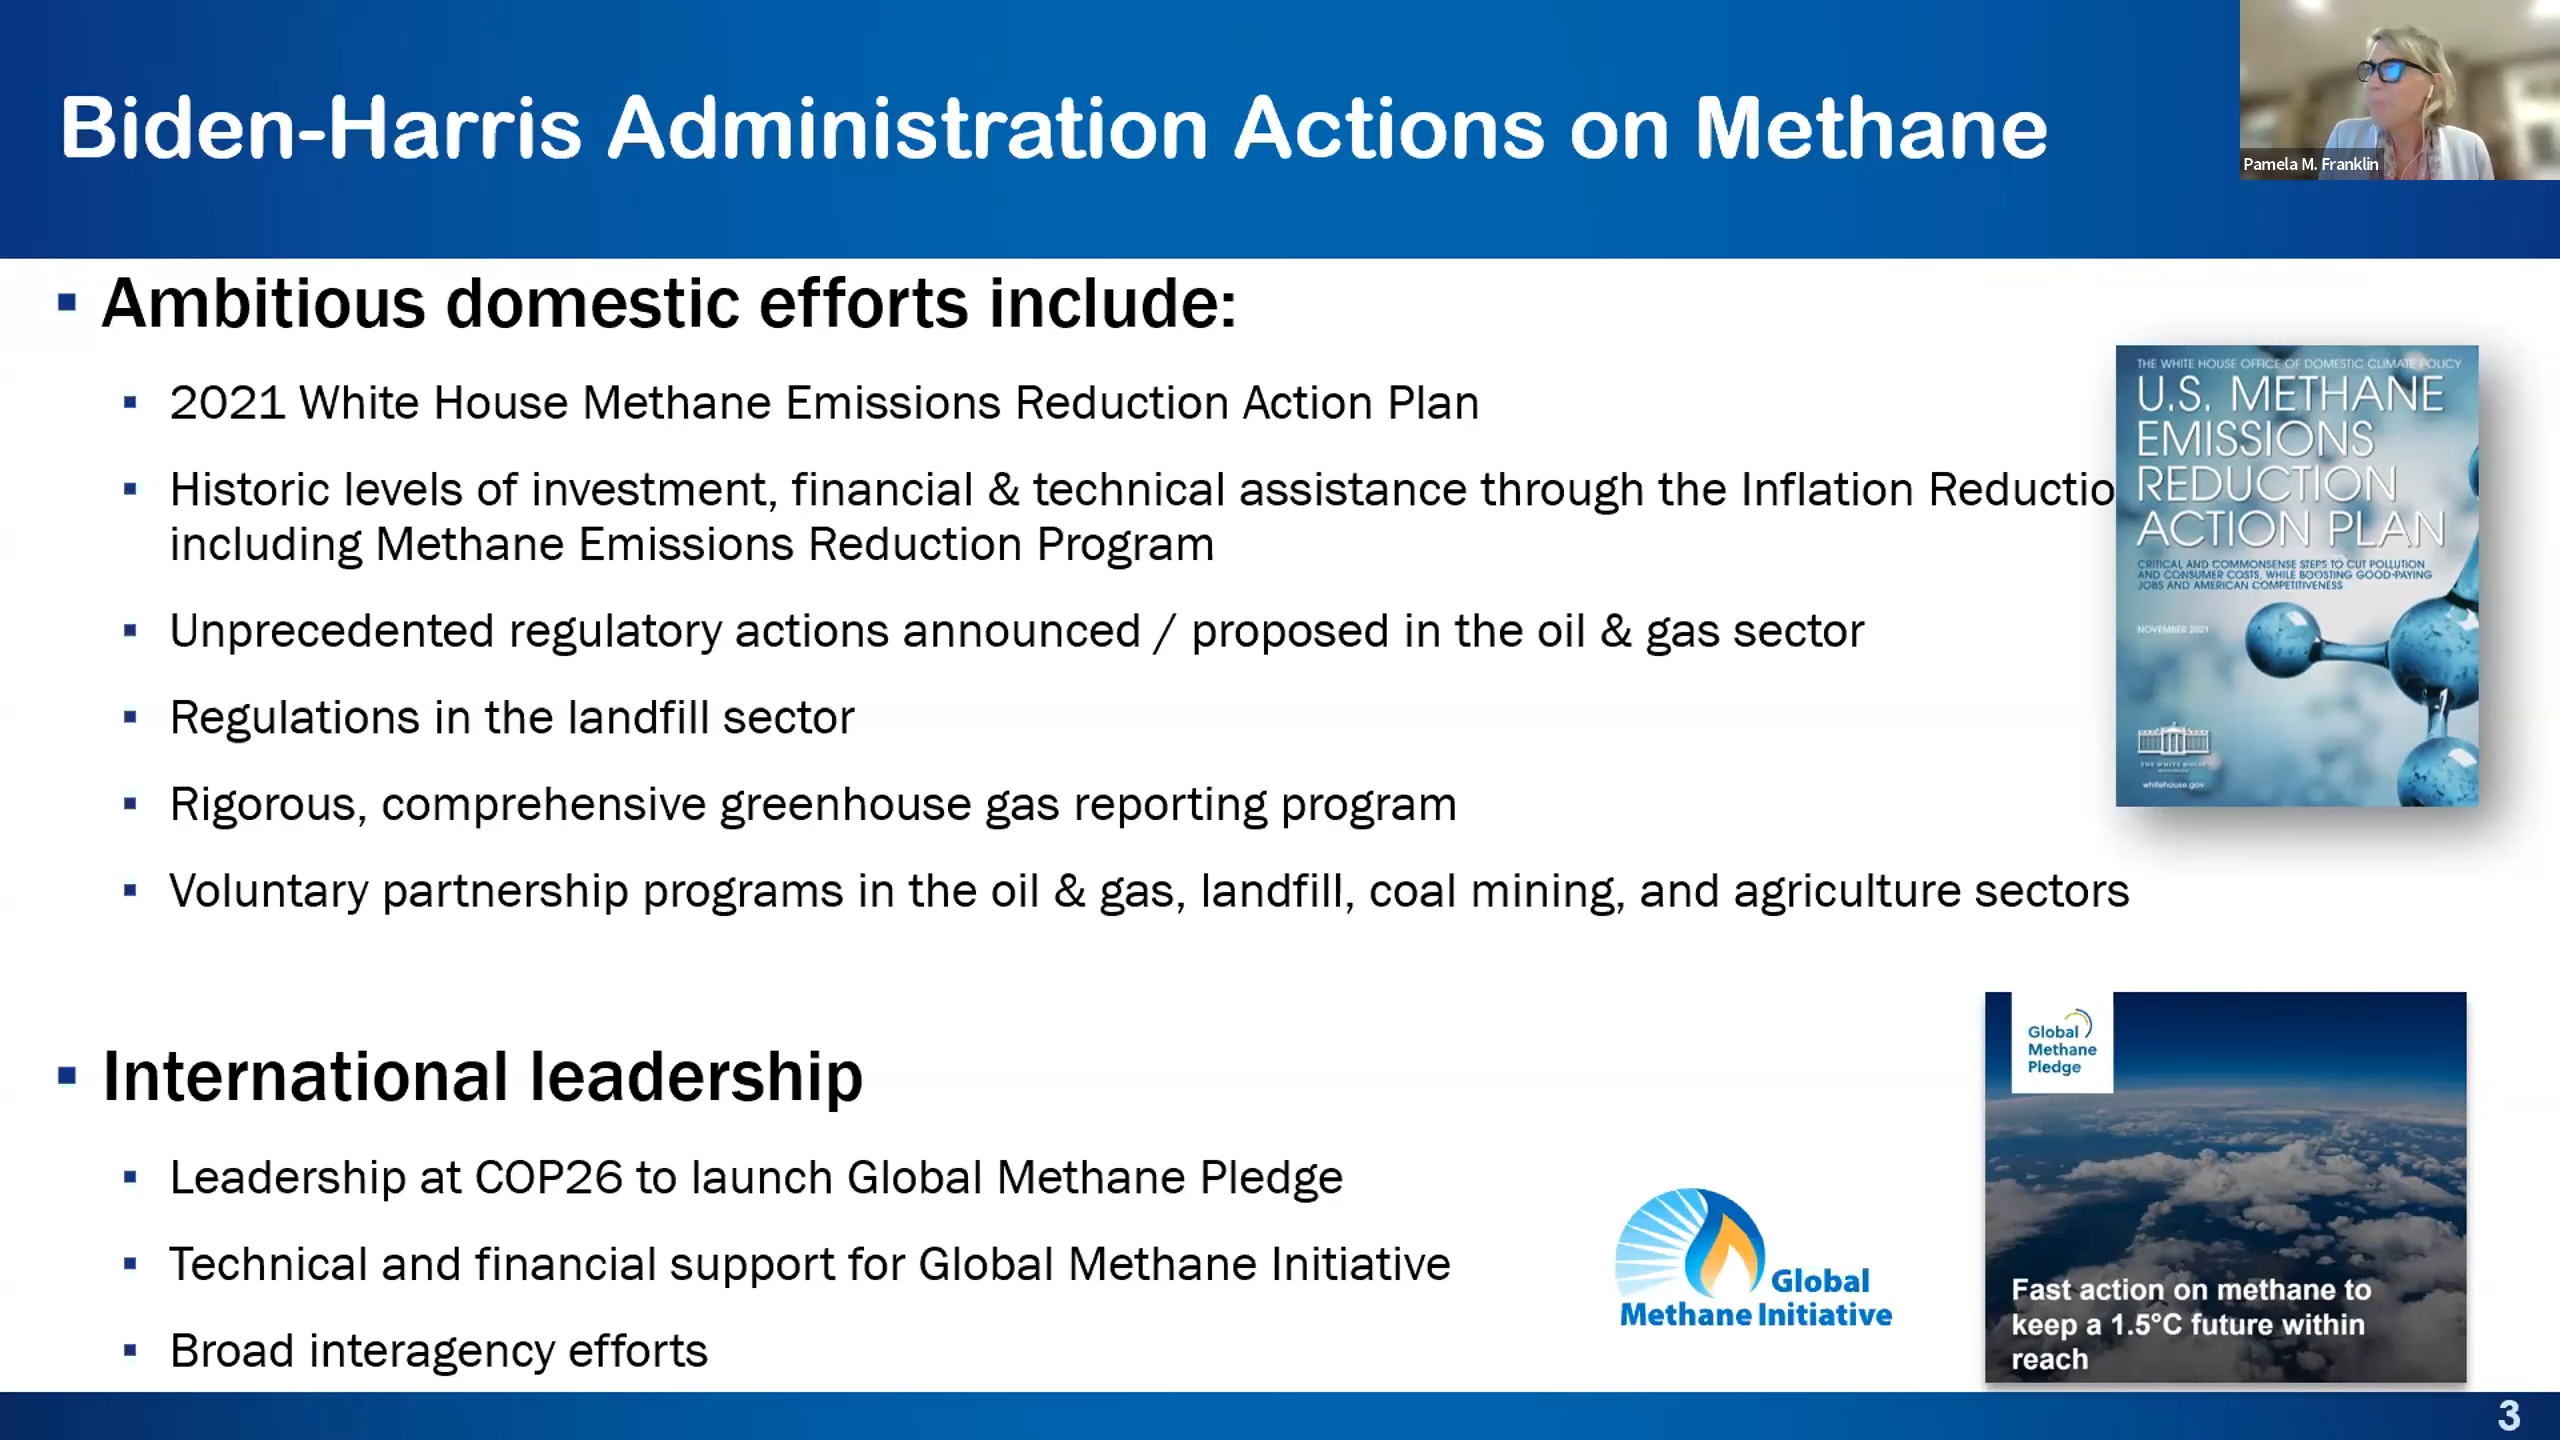 Biden-Harris Administration Actions on Methane
Pamela M. Franklin
▪ Ambitious domestic efforts include:
▪ 2021 White House Methane Emissions Reduction Action Plan
▪ Historic levels of investment, financial & technical assistance through the Inflation Reductio
including Methane Emissions Reduction Program
▪ Unprecedented regulatory actions announced / proposed in the oil & gas sector
▪ Regulations in the landfill sector
▪ Rigorous, comprehensive greenhouse gas reporting program
▪ Voluntary partnership programs in the oil & gas, landfill, coal mining, and agriculture sectors
THE WHITE HOUSE OFFICE OF DOMESTIC CLIMATE POLICY
U.S. METHANE
EMISSIONS
REDUCTION
ACTION PLAN
CRITICAL AND COMMONSENSE STEPS TO CUT POLLUTION
AND CONSUMER COSTS, WHILE BOOSTING GOOD-PAYING
JOBS AND AMERICAN COMPETITIVENESS
NOVEMBER 2021
THE WHITE HOUSE
whitehouse.gov
▪ International leadership
▪ Leadership at COP26 to launch Global Methane Pledge
▪ Technical and financial support for Global Methane Initiative
▪ Broad interagency efforts
Global
Methane Initiative
Global
Methane
Pledge
Fast action on methane to
keep a 1.5°C future within
reach
3